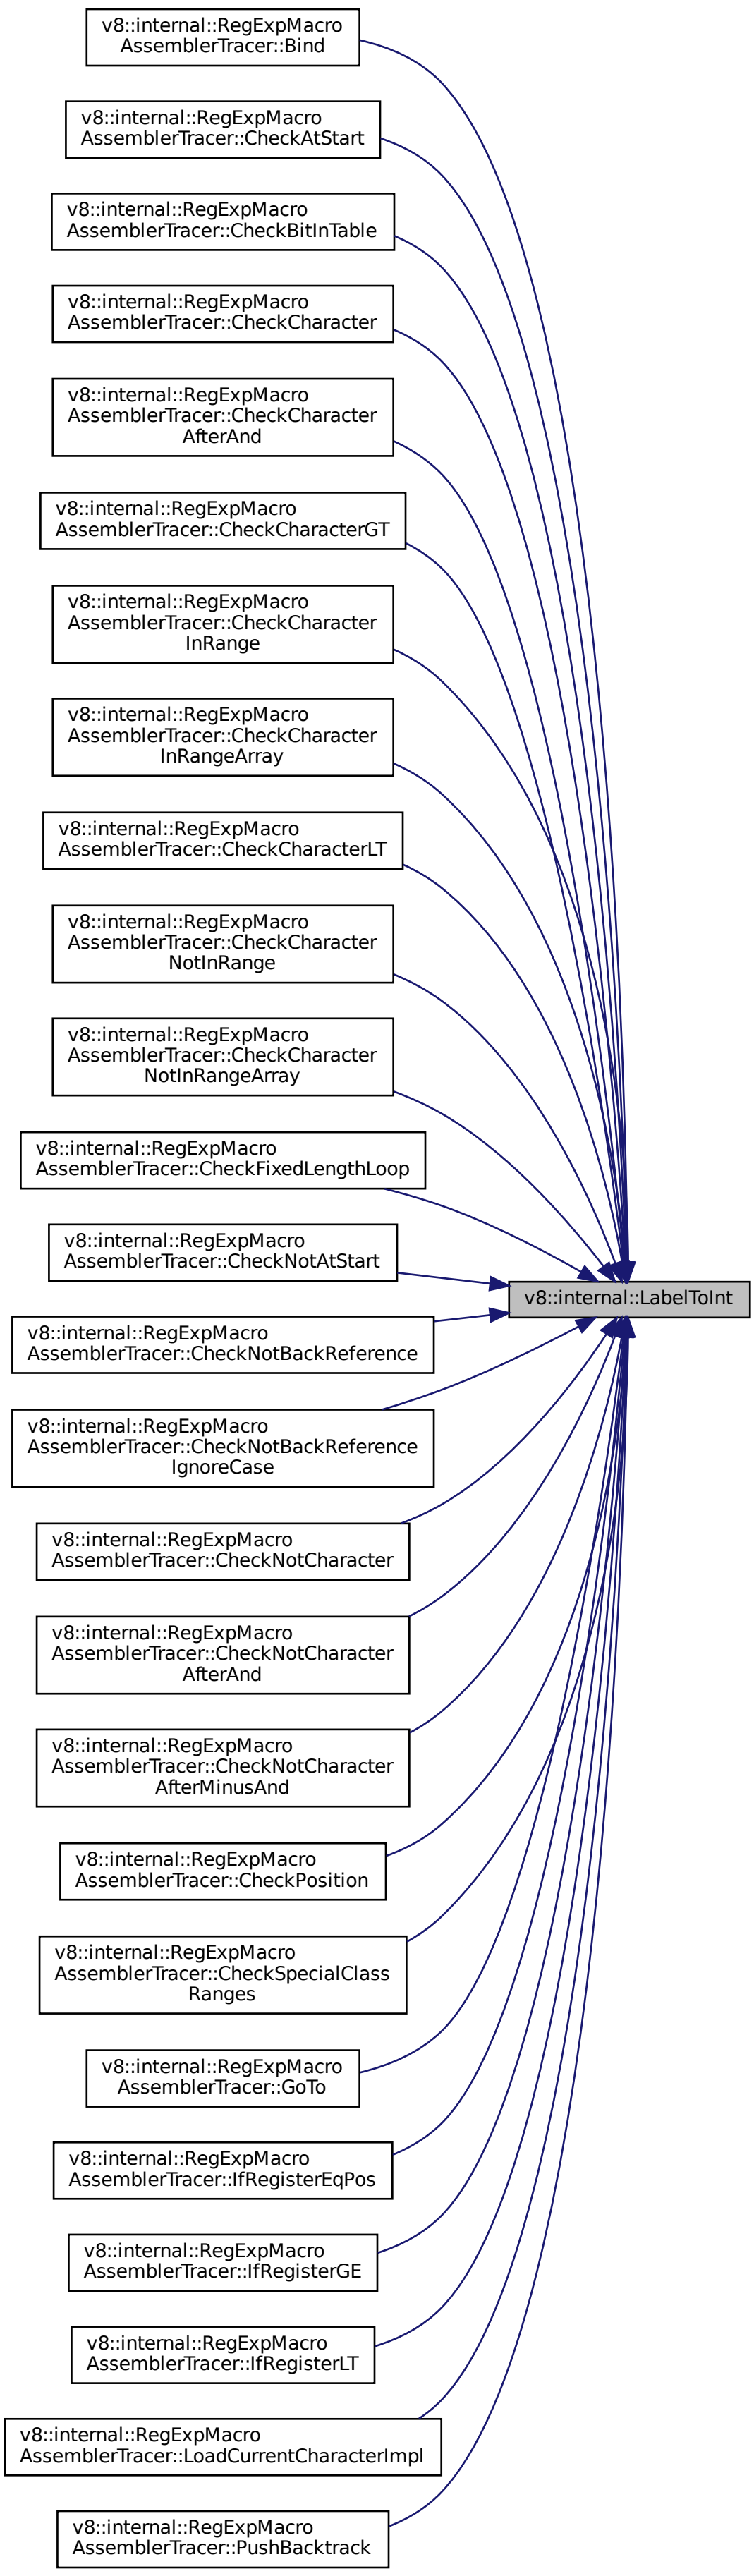 v8::internal::RegExpMacro
AssemblerTracer::Bind
v8::internal::RegExpMacro
AssemblerTracer::CheckAtStart
v8::internal::RegExpMacro
AssemblerTracer::CheckBitInTable
v8::internal::RegExpMacro
AssemblerTracer::CheckCharacter
v8::internal::RegExpMacro
AssemblerTracer::CheckCharacter
AfterAnd
v8::internal::RegExpMacro
AssemblerTracer::CheckCharacterGT
v8::internal::RegExpMacro
AssemblerTracer::CheckCharacter
InRange
v8::internal::RegExpMacro
AssemblerTracer::CheckCharacter
InRangeArray
v8::internal::RegExpMacro
AssemblerTracer::CheckCharacterLT
v8::internal::RegExpMacro
AssemblerTracer::CheckCharacter
NotInRange
v8::internal::RegExpMacro
AssemblerTracer::CheckCharacter
NotInRangeArray
v8::internal::RegExpMacro
AssemblerTracer::CheckFixedLengthLoop
v8::internal::RegExpMacro
AssemblerTracer::CheckNotAtStart
v8::internal::LabelToInt
v8::internal::RegExpMacro
AssemblerTracer::CheckNotBackReference
v8::internal::RegExpMacro
AssemblerTracer::CheckNotBackReference
IgnoreCase
v8::internal::RegExpMacro
AssemblerTracer::CheckNotCharacter
v8::internal::RegExpMacro
AssemblerTracer::CheckNotCharacter
AfterAnd
v8::internal::RegExpMacro
AssemblerTracer::CheckNotCharacter
AfterMinusAnd
v8::internal::RegExpMacro
AssemblerTracer::CheckPosition
v8::internal::RegExpMacro
AssemblerTracer::CheckSpecialClass
Ranges
v8::internal::RegExpMacro
AssemblerTracer::GoTo
v8::internal::RegExpMacro
AssemblerTracer::IfRegisterEqPos
v8::internal::RegExpMacro
AssemblerTracer::IfRegisterGE
v8::internal::RegExpMacro
AssemblerTracer::IfRegisterLT
v8::internal::RegExpMacro
AssemblerTracer::LoadCurrentCharacterImpl
v8::internal::RegExpMacro
AssemblerTracer::PushBacktrack